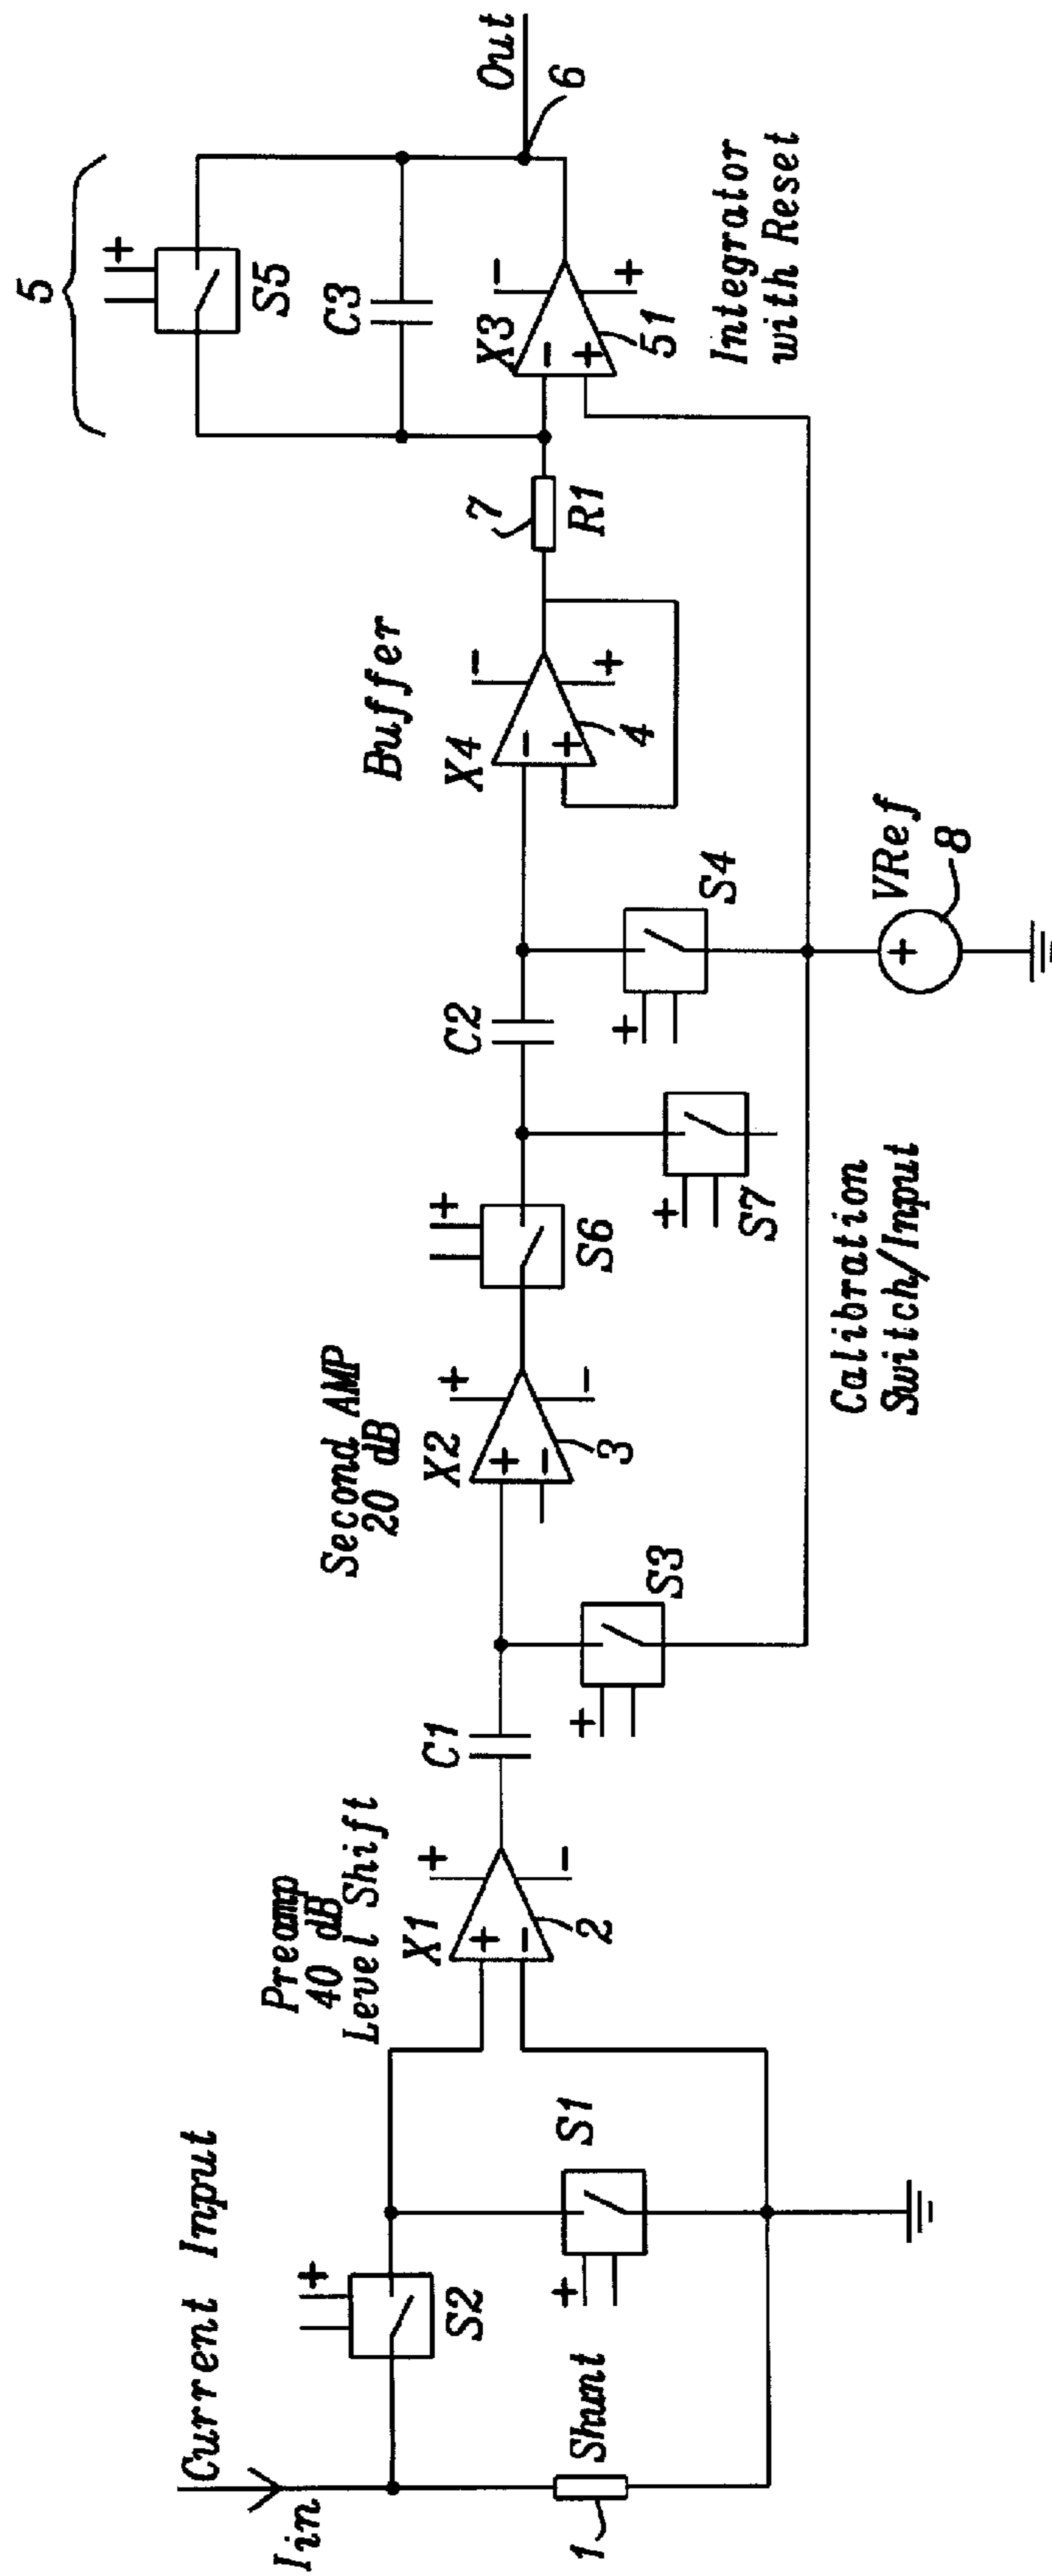 Current Input
I in
1
Shunt
S2
+
S1
+
Preamp
40 dB
Level Shift
X1
+
-
+
-
2
C1
S3
+
Second AMP
20 dB
X2
+
-
+
-
3
S6
+
S7
+
Calibration
Switch/Input
C2
S4
+
VRef
+
8
Buffer
X4
-
+
-
+
4
7
R1
5
S5
+
C3
X3
-
+
-
+
51
Integrator
with Reset
Out
6